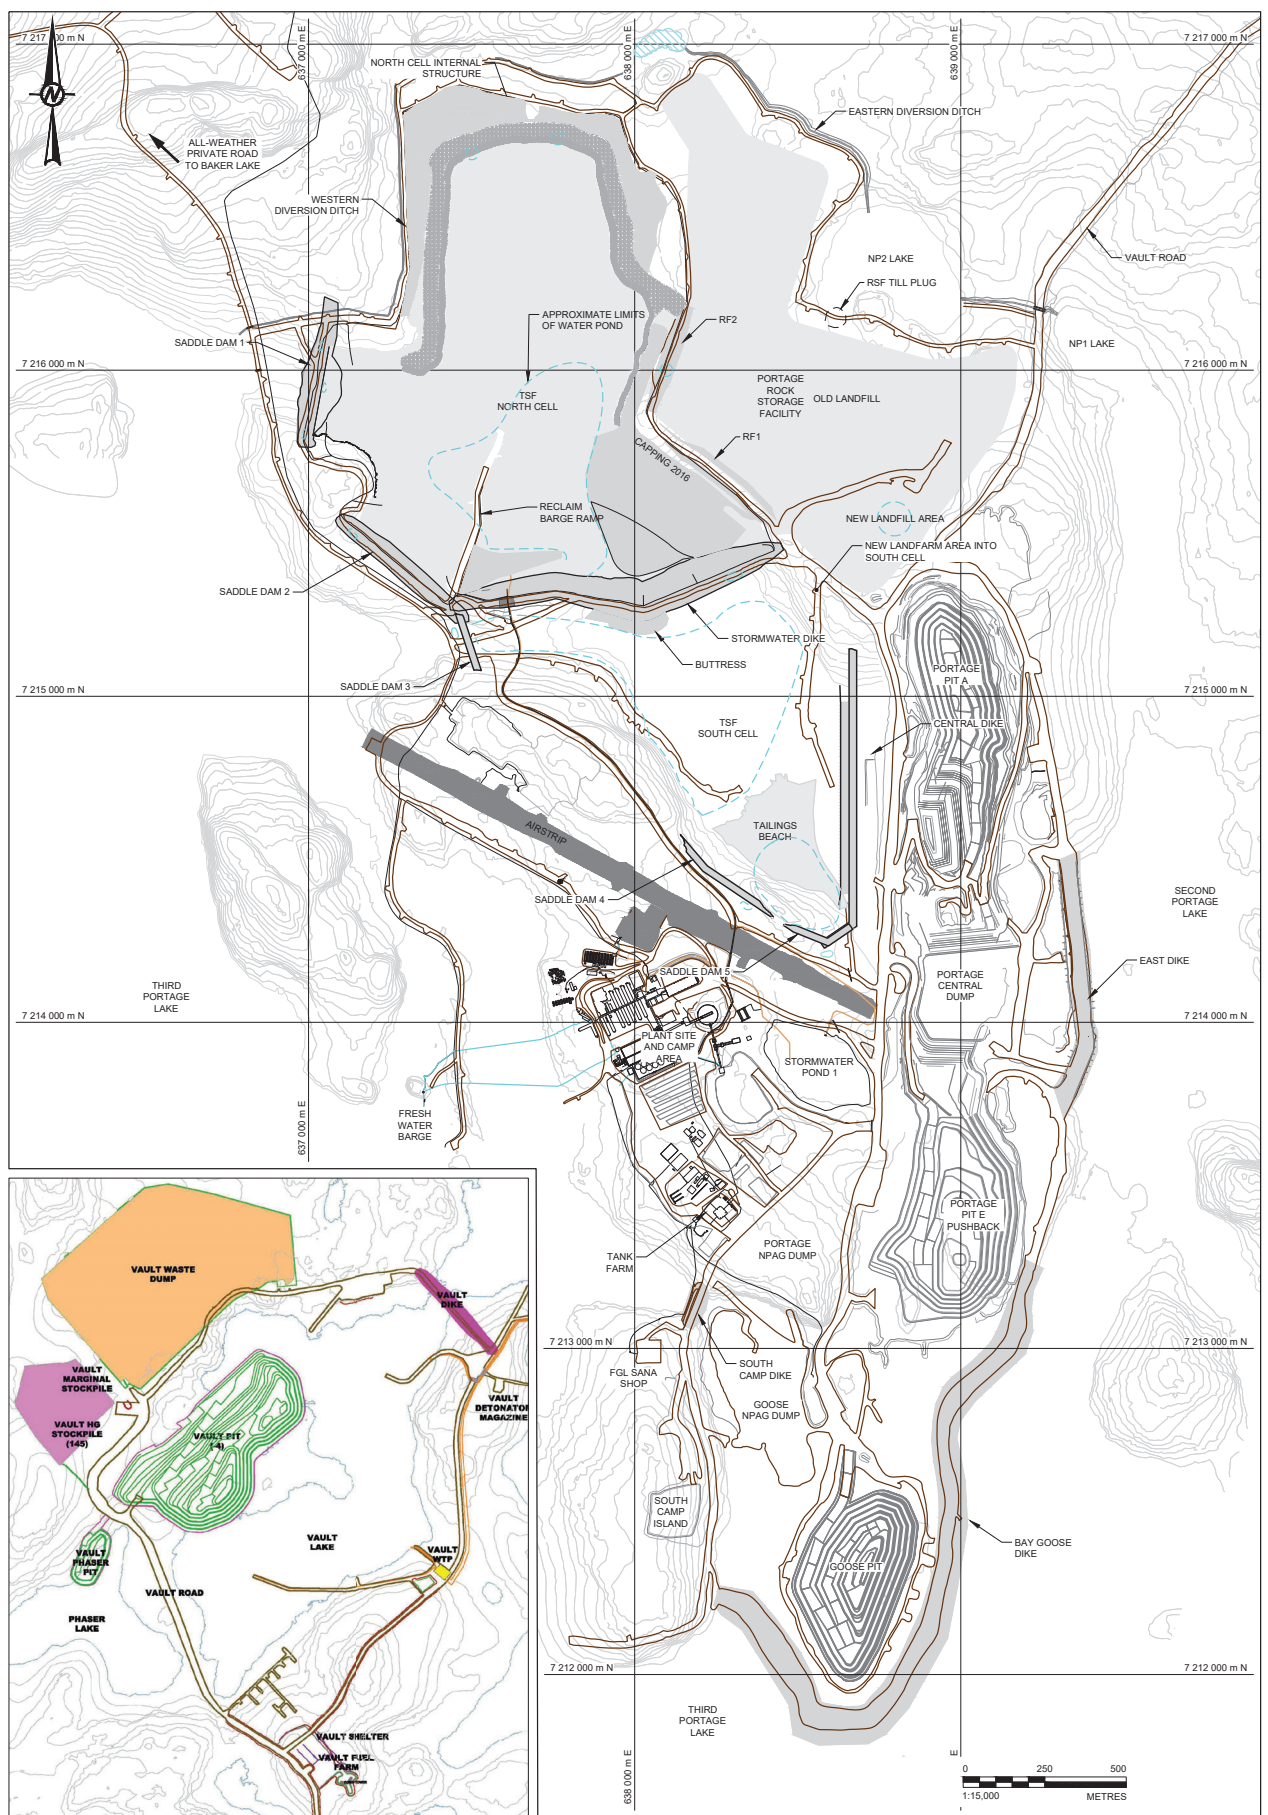 7 217 000 m N
637 000 m E
638 000 m E
639 000 m E
7 217 000 m N
N
NORTH CELL INTERNAL
STRUCTURE
EASTERN DIVERSION DITCH
ALL-WEATHER
PRIVATE ROAD
TO BAKER LAKE
WESTERN
DIVERSION DITCH
NP2 LAKE
VAULT ROAD
RSF TILL PLUG
APPROXIMATE LIMITS
OF WATER POND
RF2
SADDLE DAM 1
NP1 LAKE
7 216 000 m N
7 216 000 m N
PORTAGE
ROCK
STORAGE
FACILITY
OLD LANDFILL
TSF
NORTH CELL
RF1
CAPPING 2016
RECLAIM
BARGE RAMP
NEW LANDFILL AREA
NEW LANDFARM AREA INTO
SOUTH CELL
SADDLE DAM 2
STORMWATER DIKE
BUTTRESS
PORTAGE
PIT A
SADDLE DAM 3
7 215 000 m N
7 215 000 m N
TSF
SOUTH CELL
CENTRAL DIKE
AIRSTRIP
TAILINGS
BEACH
SADDLE DAM 4
SECOND
PORTAGE
LAKE
EAST DIKE
SADDLE DAM 5
PORTAGE
CENTRAL
DUMP
THIRD
PORTAGE
LAKE
7 214 000 m N
7 214 000 m N
PLANT SITE
AND CAMP
AREA
STORMWATER
POND 1
FRESH
WATER
BARGE
637 000 m E
PORTAGE
PIT E
PUSHBACK
TANK
FARM
PORTAGE
NPAG DUMP
VAULT WASTE
DUMP
VAULT
DIKE
7 213 000 m N
7 213 000 m N
FGL SANA
SHOP
SOUTH
CAMP DIKE
VAULT
MARGINAL
STOCKPILE
VAULT
DETONATOR
MAGAZINE
GOOSE
NPAG DUMP
VAULT HG
STOCKPILE
(145)
VAULT PIT
SOUTH
CAMP
ISLAND
VAULT
LAKE
VAULT
WTP
BAY GOOSE
DIKE
VAULT
PHASER
PIT
GOOSE PIT
VAULT ROAD
PHASER
LAKE
7 212 000 m N
7 212 000 m N
THIRD
PORTAGE
LAKE
VAULT SHELTER
VAULT FUEL
FARM
638 000 m E
E
0 250 500
1:15,000 METRES